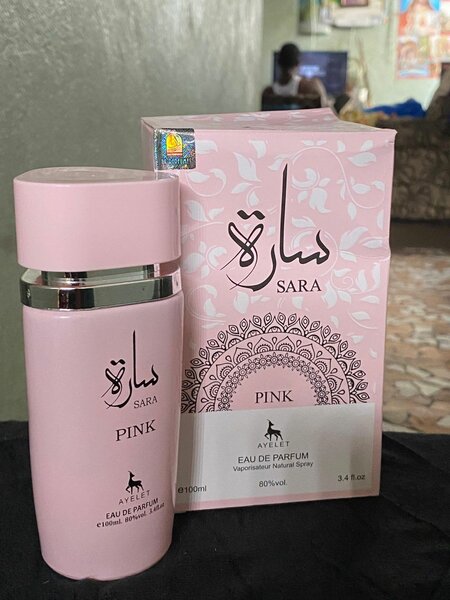 سارة
SARA
PINK
AYELET
EAU DE PARFUM
Vaporisateur Natural Spray
e100ml 80%vol. 3.4 fl.oz
سارة
SARA
PINK
AYELET
EAU DE PARFUM
e100ml. 80%vol. 3.4fl.oz